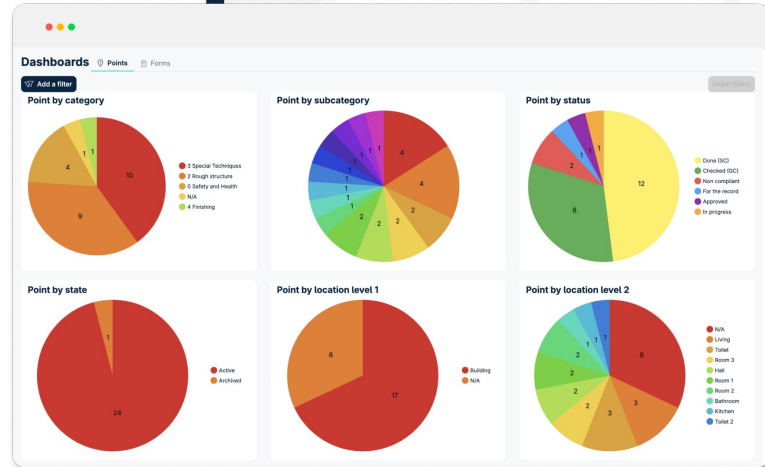 Dashboards Points Forms
Add a filter
Reset filters
Point by category
1 1
10
4
9
3 Special Techniques
2 Rough structure
0 Safety and Health
N/A
4 Finishing
Point by subcategory
1 1 1
1
1
1
1
1
1
4
4
2
2
2
2
Point by status
1 1 1
2
12
8
Done (SC)
Checked (GC)
Non compliant
For the record
Approved
In progress
Point by state
1
24
Active
Archived
Point by location level 1
8
17
Building
N/A
Point by location level 2
1 1 1
2
8
2
2
2
3
3
N/A
Living
Toilet
Room 3
Hall
Room 1
Room 2
Bathroom
Kitchen
Toilet 2